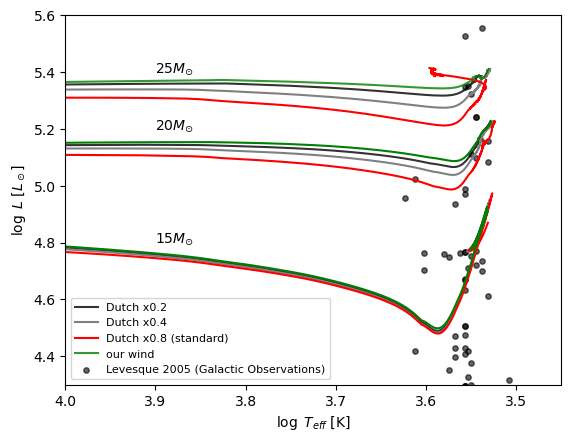 5.6
5.4
5.2
5.0
4.8
4.6
4.4
log L [L⊙]
25M⊙
20M⊙
15M⊙
Dutch x0.2
Dutch x0.4
Dutch x0.8 (standard)
our wind
Levesque 2005 (Galactic Observations)
4.0 3.9 3.8 3.7 3.6 3.5
log Teff [K]